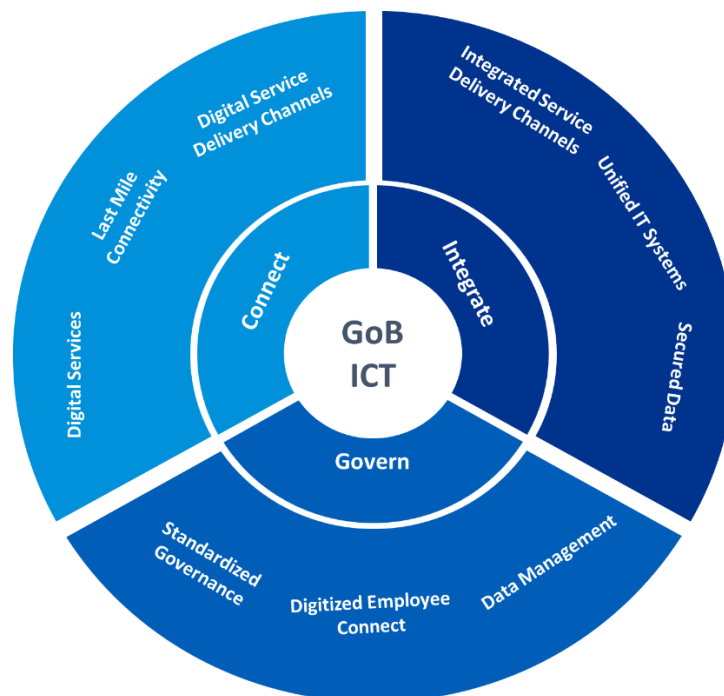 Digital Service
Delivery Channels
Last Mile
Connectivity
Digital Services
Connect
Integrated Service
Delivery Channels
Unified IT Systems
Secured Data
Integrate
GoB
ICT
Govern
Standardized
Governance
Digitized Employee
Connect
Data Management